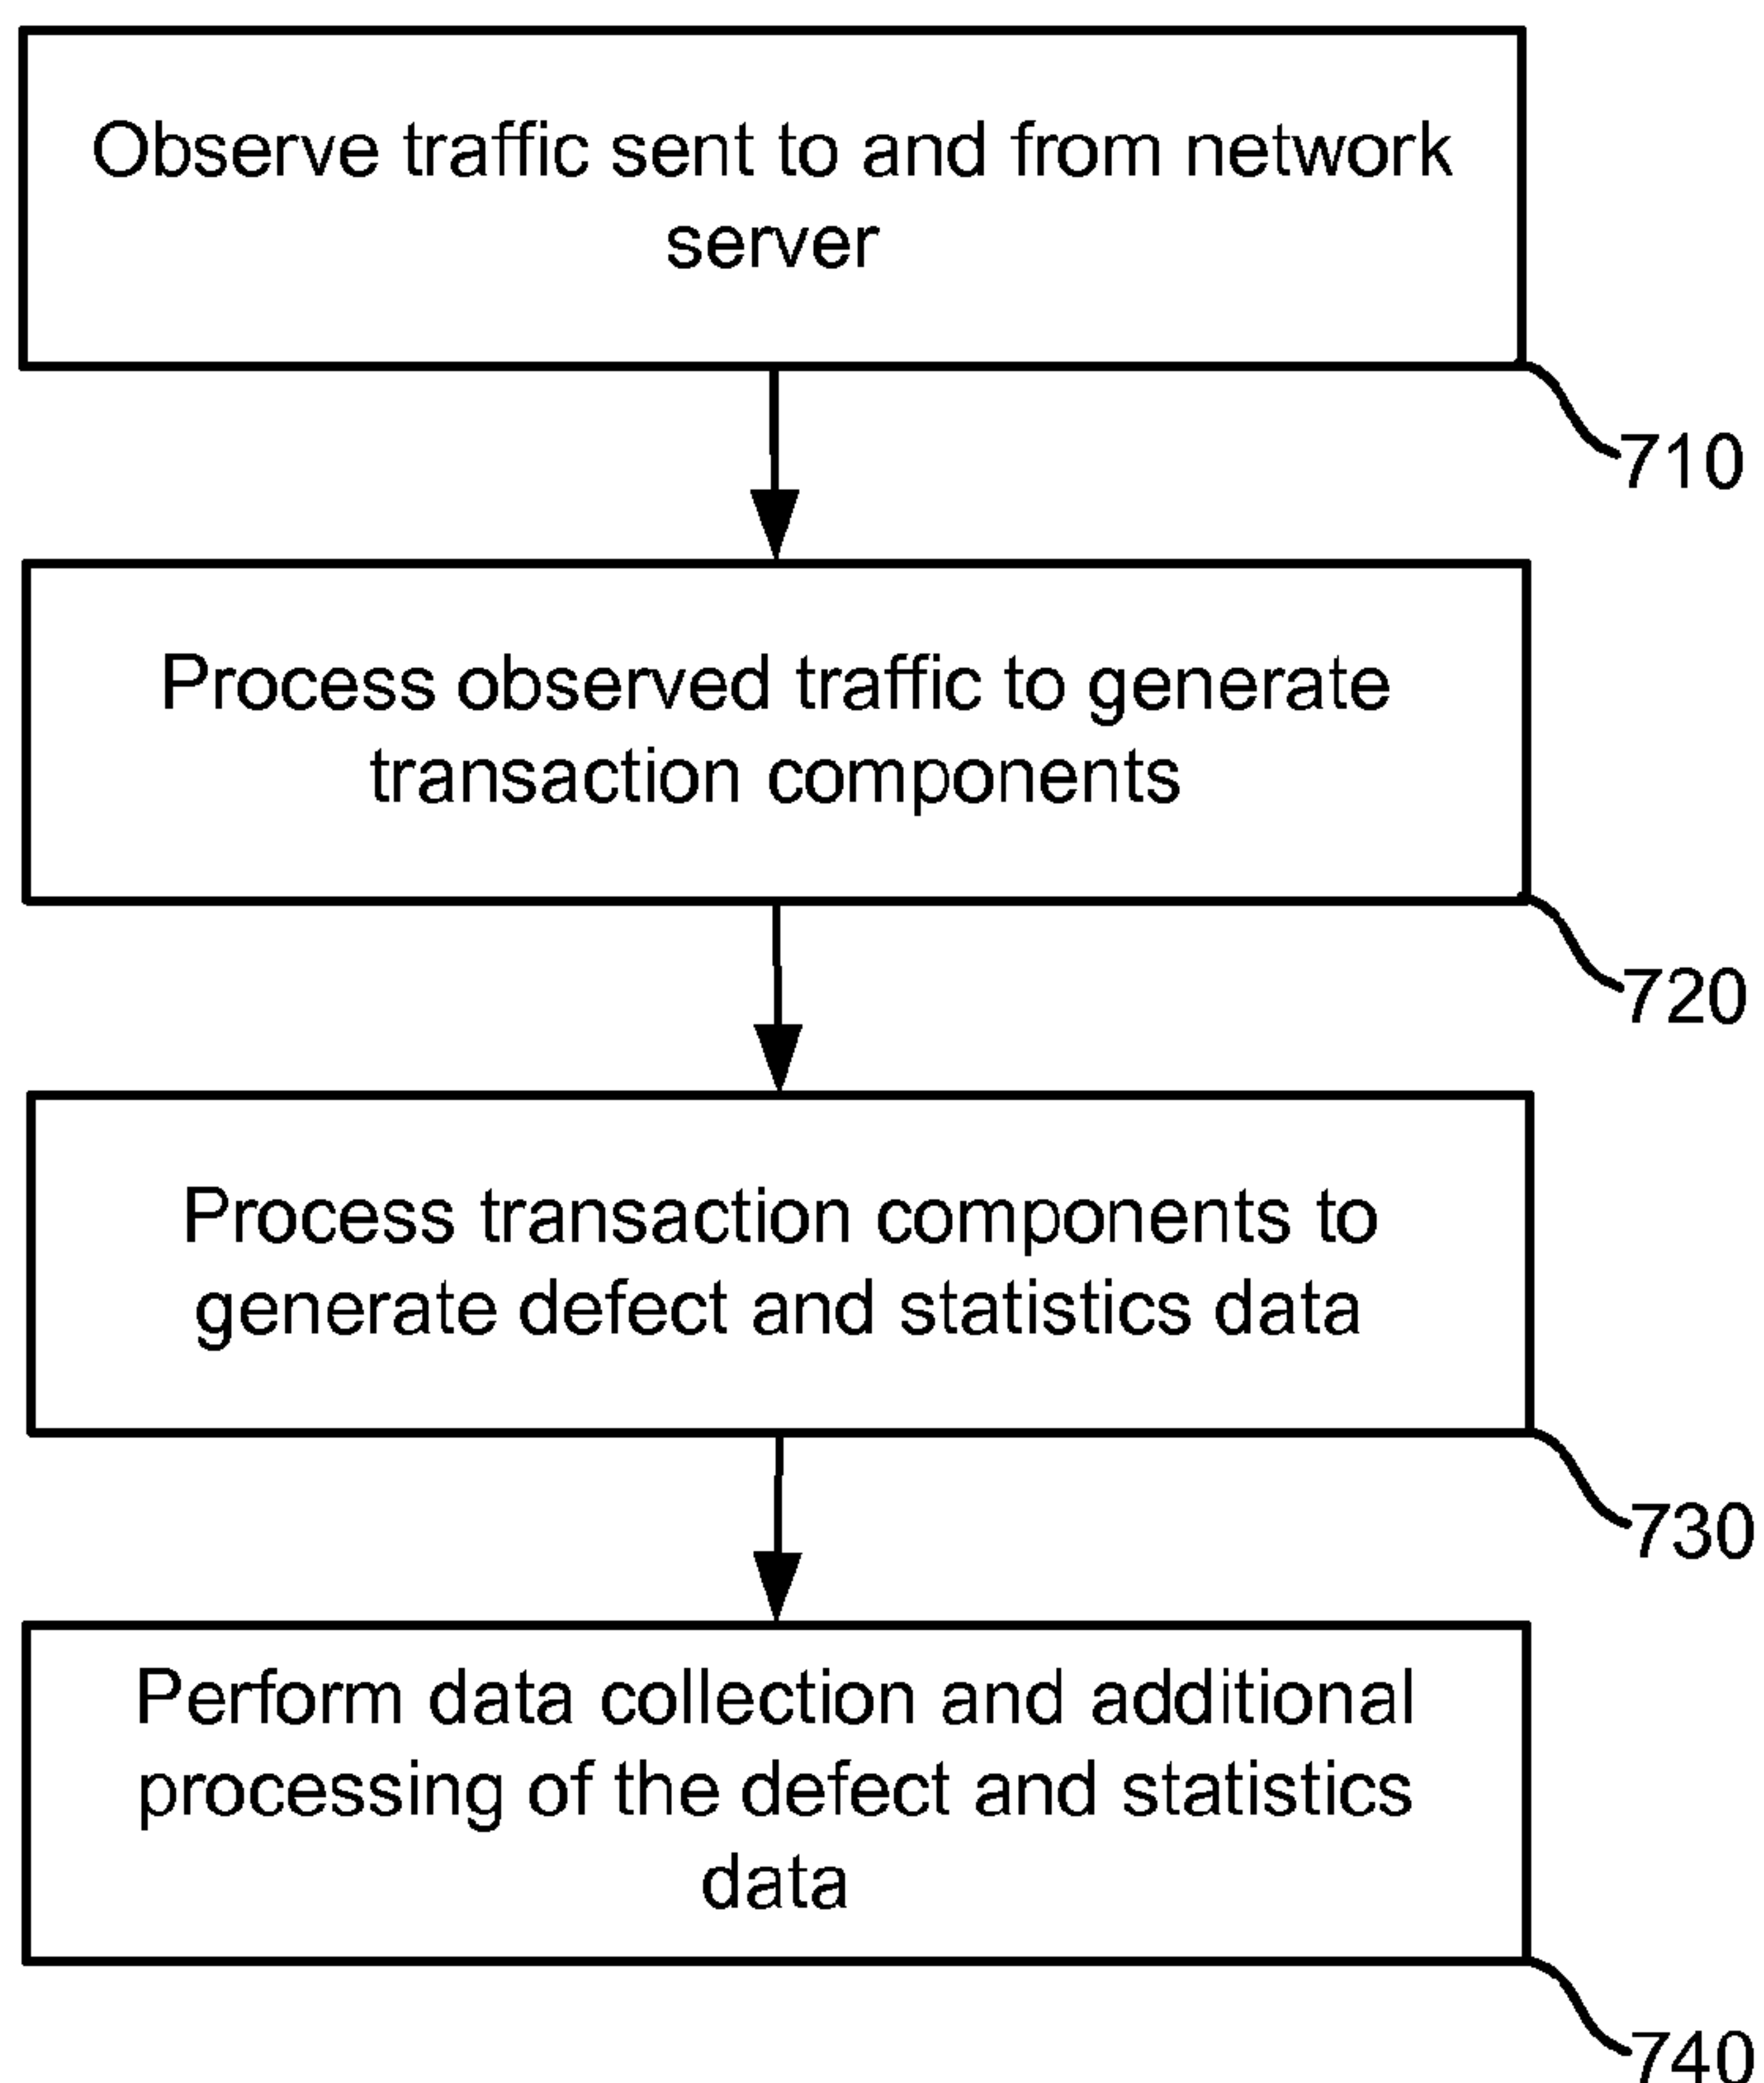 Observe traffic sent to and from network
server
710
Process observed traffic to generate
transaction components
720
Process transaction components to
generate defect and statistics data
730
Perform data collection and additional
processing of the defect and statistics
data
740